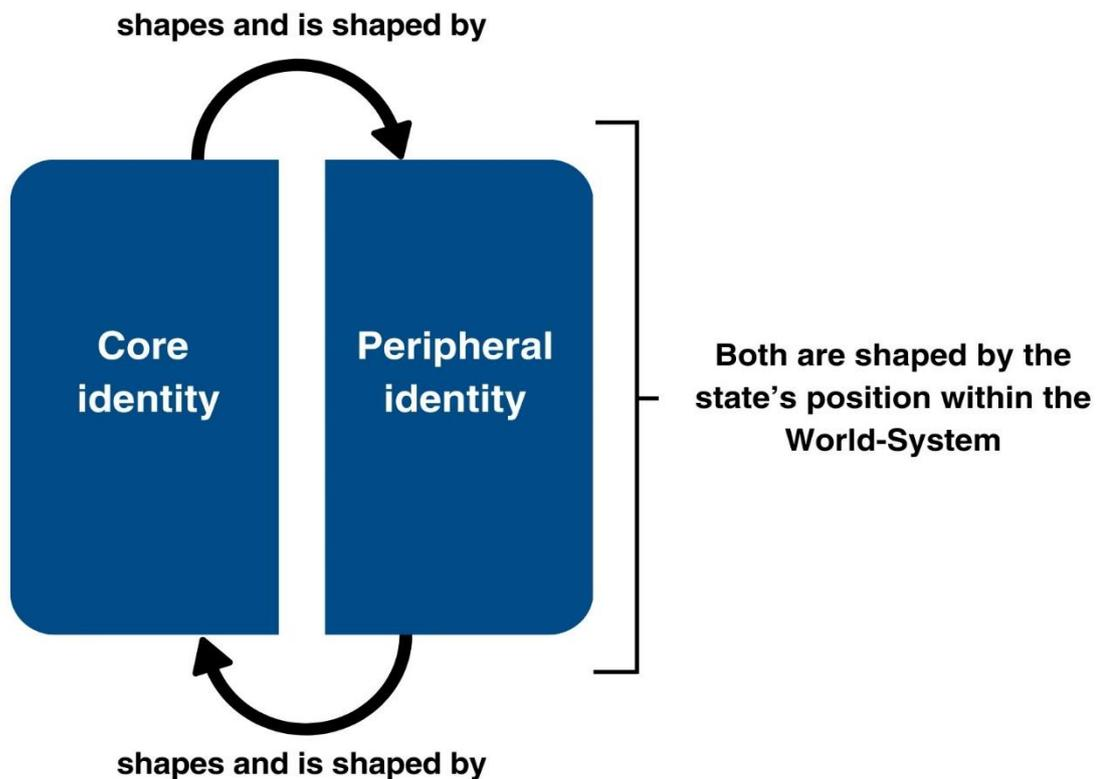 shapes and is shaped by
Core
identity
Peripheral
identity
Both are shaped by the
state’s position within the
World-System
shapes and is shaped by